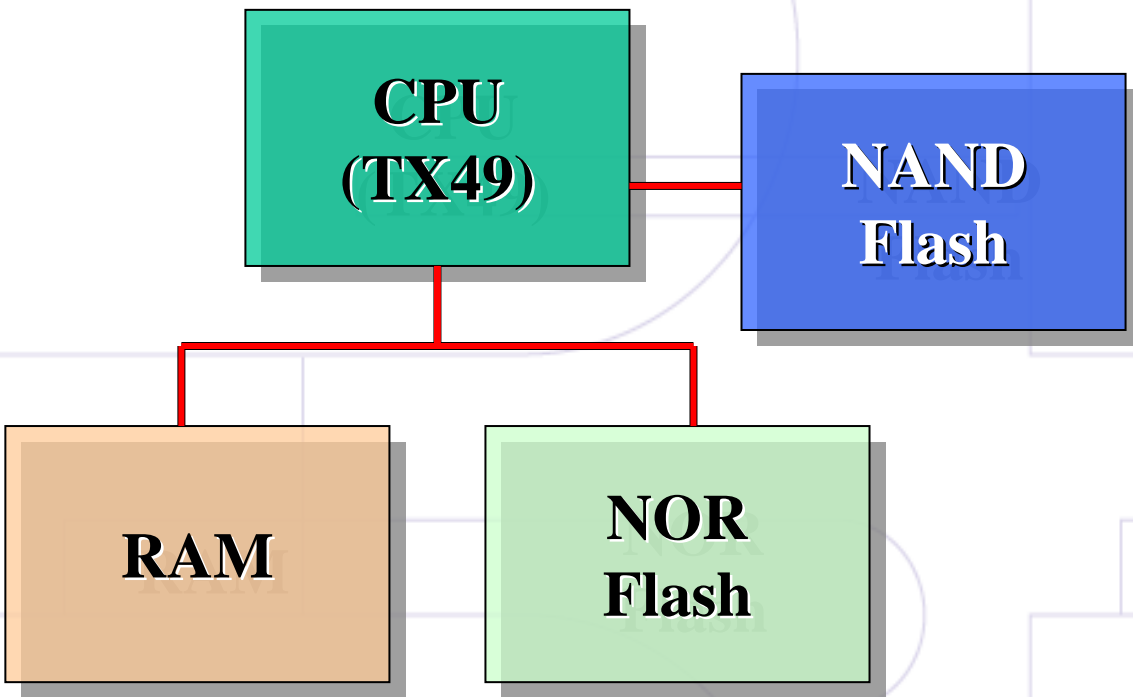 CPU
(TX49)
NAND
Flash
RAM
NOR
Flash